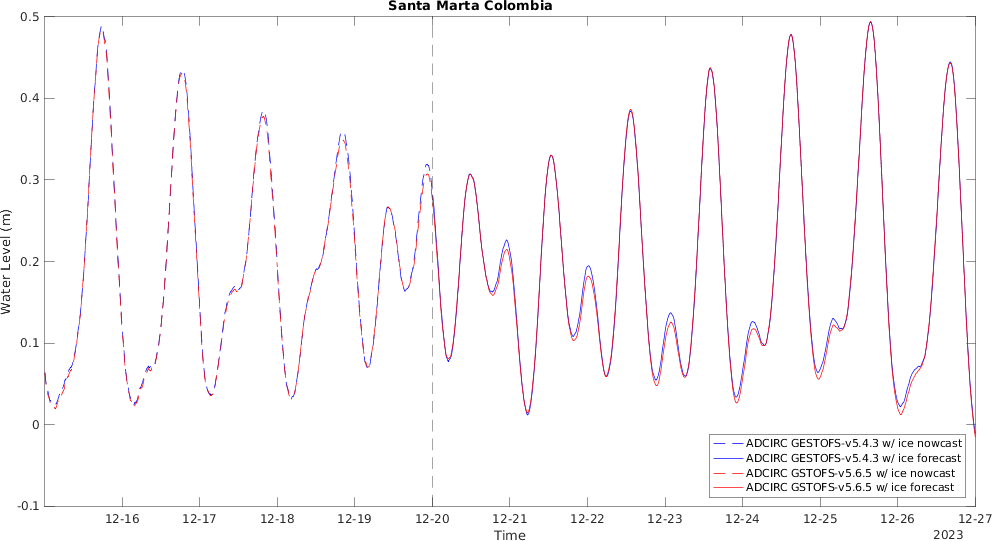 Santa Marta Colombia
0.5
0.4
0.3
0.2
0.1
0
-0.1
Water Level (m)
ADCIRC GESTOFS-v5.4.3 w/ ice nowcast
ADCIRC GESTOFS-v5.4.3 w/ ice forecast
ADCIRC GSTOFS-v5.6.5 w/ ice nowcast
ADCIRC GSTOFS-v5.6.5 w/ ice forecast
12-16 12-17 12-18 12-19 12-20 12-21 12-22 12-23 12-24 12-25 12-26 12-27
Time
2023